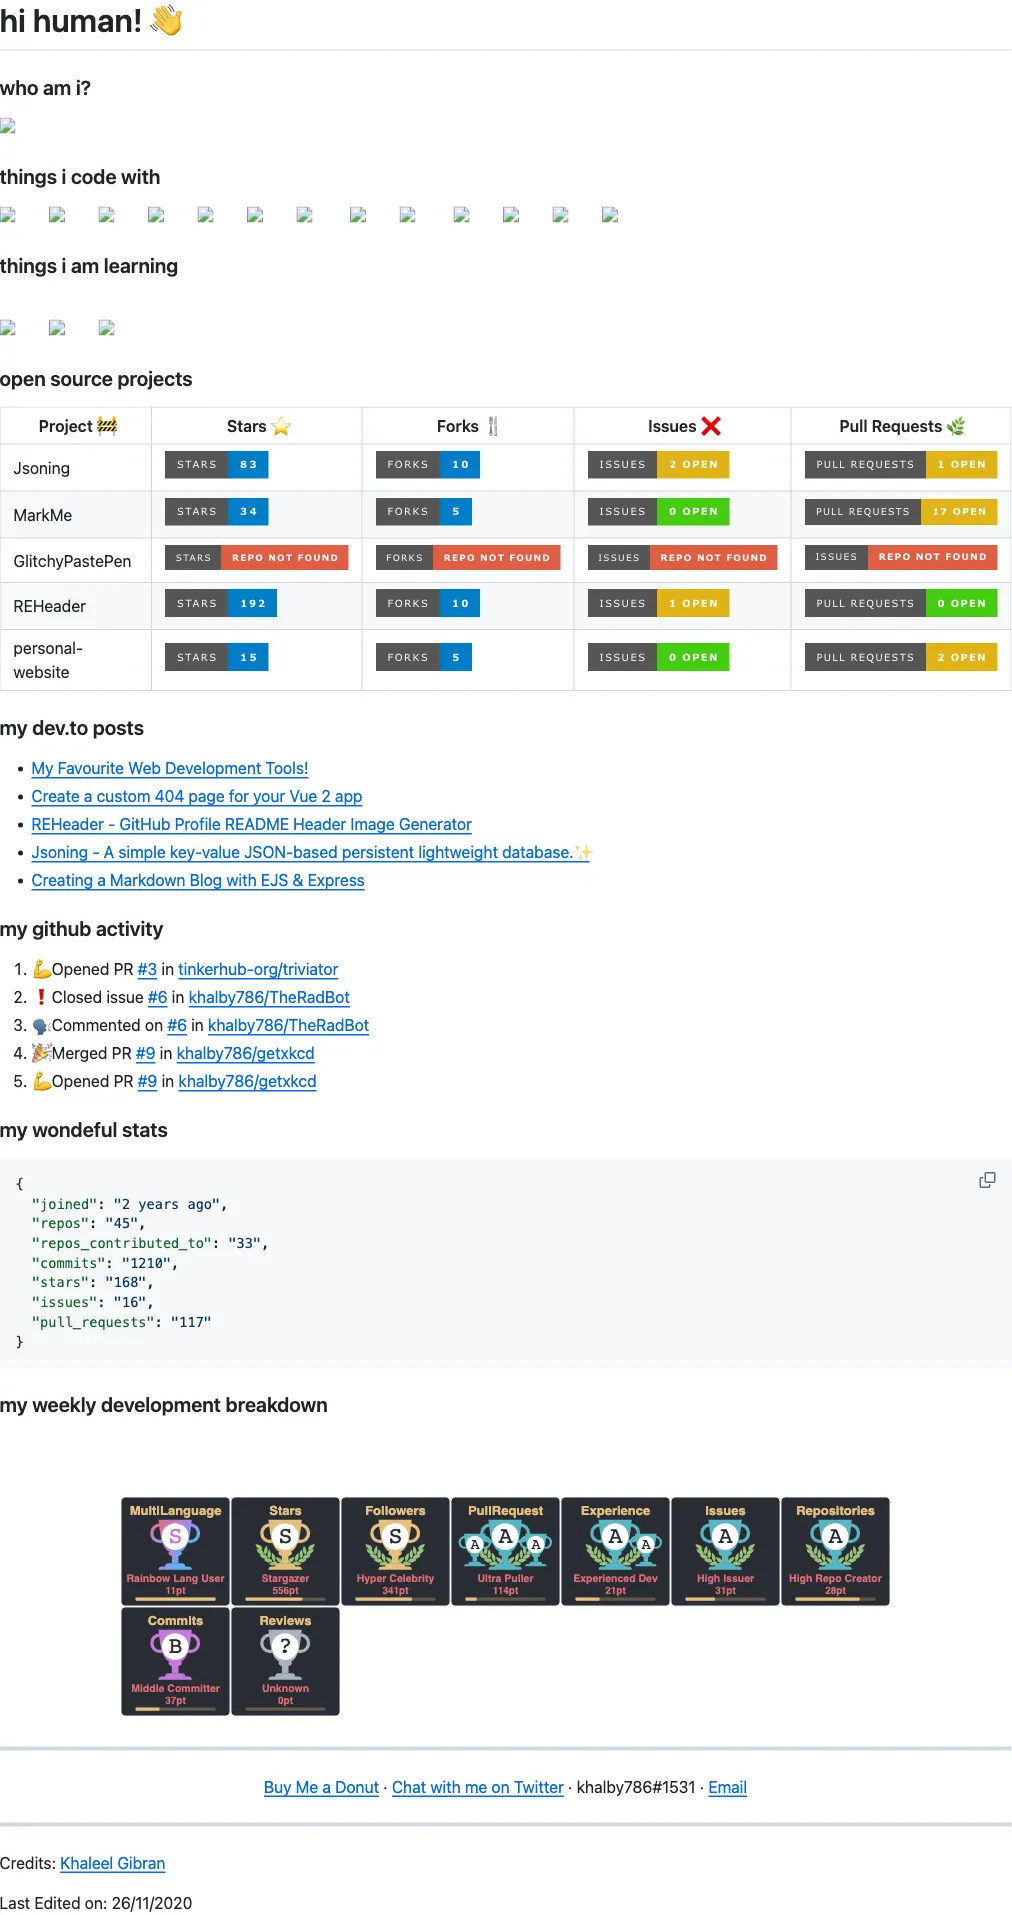 hi human! 👋
who am i?
things i code with
things i am learning
open source projects
Project 🚧 Stars ⭐ Forks 🍴 Issues ❌ Pull Requests 🌿
Jsoning STARS 83 FORKS 10 ISSUES 2 OPEN PULL REQUESTS 1 OPEN
MarkMe STARS 34 FORKS 5 ISSUES 0 OPEN PULL REQUESTS 17 OPEN
GlitchyPastePen STARS REPO NOT FOUND FORKS REPO NOT FOUND ISSUES REPO NOT FOUND ISSUES REPO NOT FOUND
REHeader STARS 192 FORKS 10 ISSUES 1 OPEN PULL REQUESTS 0 OPEN
personal-
website STARS 15 FORKS 5 ISSUES 0 OPEN PULL REQUESTS 2 OPEN
my dev.to posts
• My Favourite Web Development Tools!
• Create a custom 404 page for your Vue 2 app
• REHeader - GitHub Profile README Header Image Generator
• Jsoning - A simple key-value JSON-based persistent lightweight database.✨
• Creating a Markdown Blog with EJS & Express
my github activity
1. 💪Opened PR #3 in tinkerhub-org/triviator
2. ❗Closed issue #6 in khalby786/TheRadBot
3. 🗣Commented on #6 in khalby786/TheRadBot
4. 🎉Merged PR #9 in khalby786/getxkcd
5. 💪Opened PR #9 in khalby786/getxkcd
my wondeful stats
{
"joined": "2 years ago",
"repos": "45",
"repos_contributed_to": "33",
"commits": "1210",
"stars": "168",
"issues": "16",
"pull_requests": "117"
}
my weekly development breakdown
MultiLanguage Stars Followers PullRequest Experience Issues Repositories
S S S A A A A A A A
Rainbow Lang User Stargazer Hyper Celebrity Ultra Puller Experienced Dev High Issuer High Repo Creator
11pt 556pt 341pt 114pt 21pt 31pt 28pt
Commits Reviews
B ?
Middle Committer Unknown
37pt 0pt
Buy Me a Donut · Chat with me on Twitter · khalby786#1531 · Email
Credits: Khaleel Gibran
Last Edited on: 26/11/2020